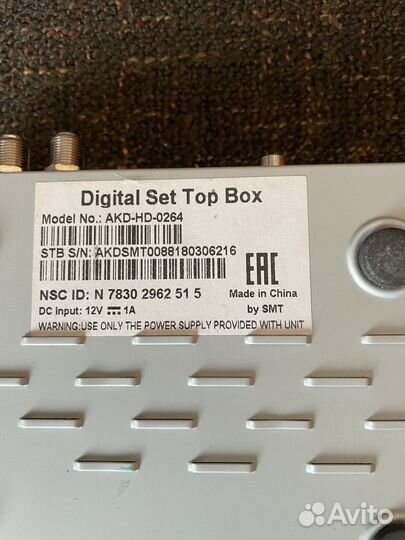 Digital Set Top Box
Model No.: AKD-HD-0264
STB S/N: AKDSMT0088180306216
EAC
NSC ID: N 7830 2962 51 5
Made in China
DC Input: 12V ⎓ 1A
by SMT
WARNING:USE ONLY THE POWER SUPPLY PROVIDED WITH UNIT
Avito